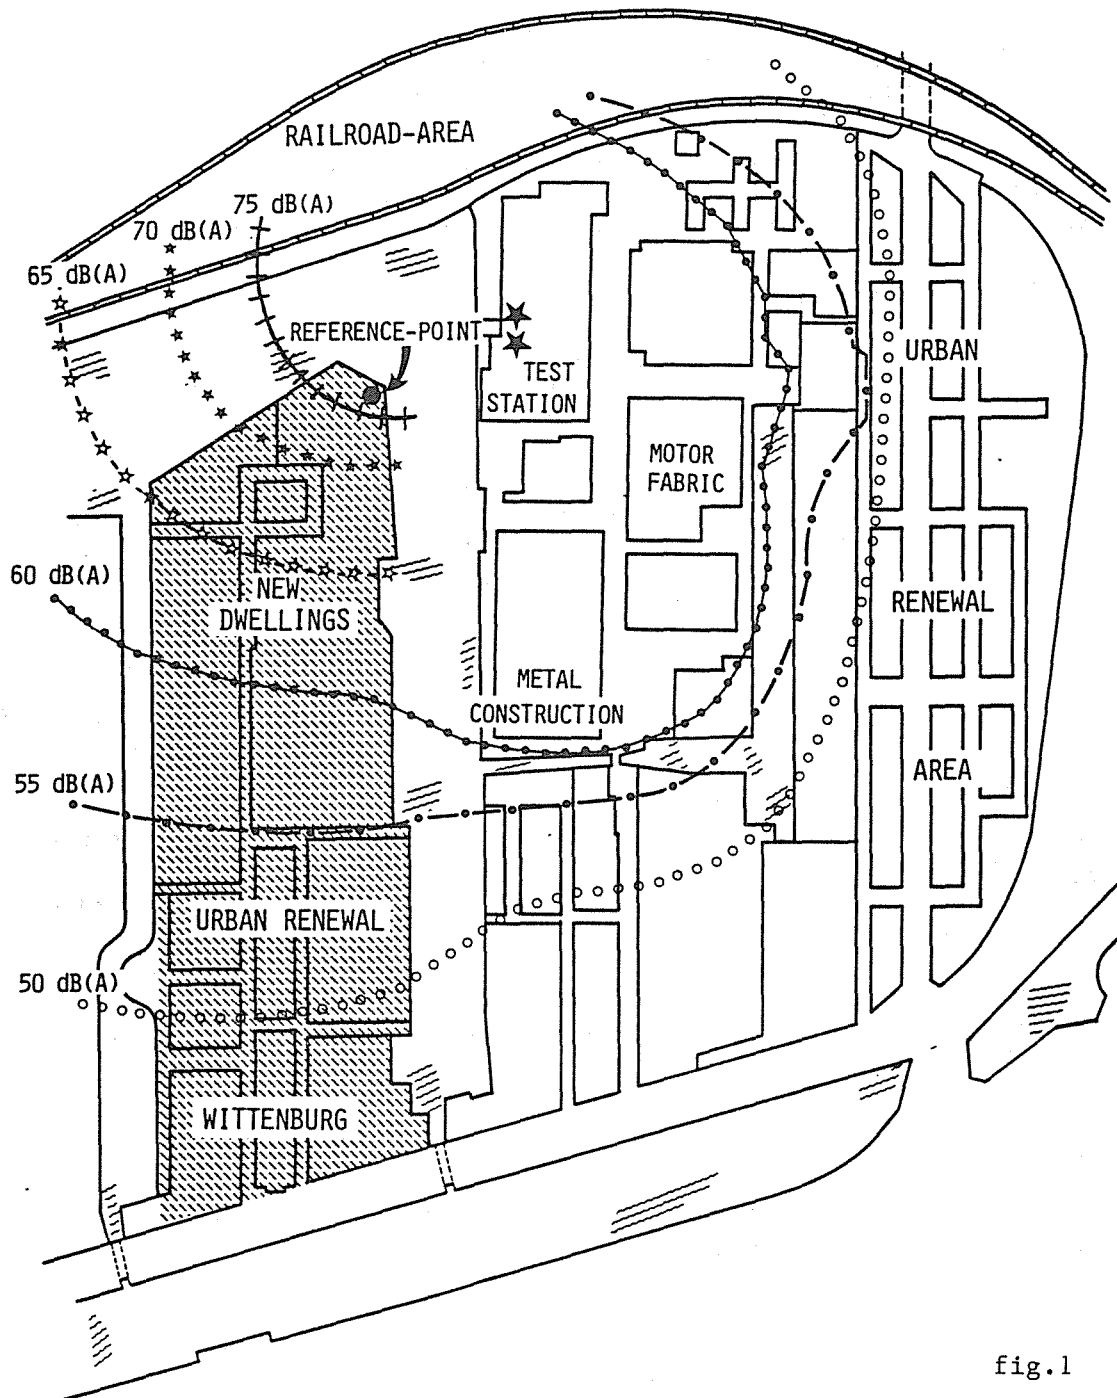 RAILROAD-AREA
75 dB(A)
70 dB(A)
65 dB(A)
REFERENCE-POINT
TEST
STATION
URBAN
MOTOR
FABRIC
60 dB(A)
NEW
DWELLINGS
RENEWAL
METAL
CONSTRUCTION
55 dB(A)
AREA
URBAN RENEWAL
50 dB(A)
WITTENBURG
fig.1